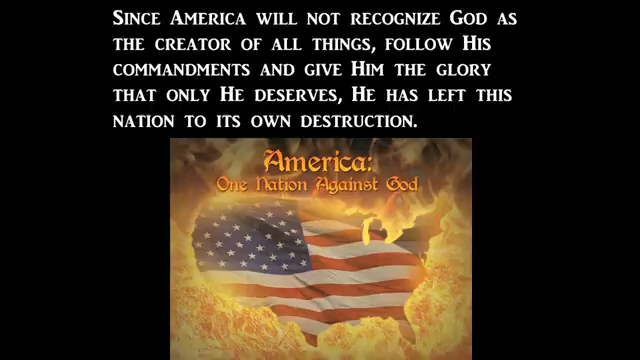 Since America will not recognize God as
the creator of all things, follow His
commandments and give Him the glory
that only He deserves, He has left this
nation to its own destruction.
America:
One Nation Against God